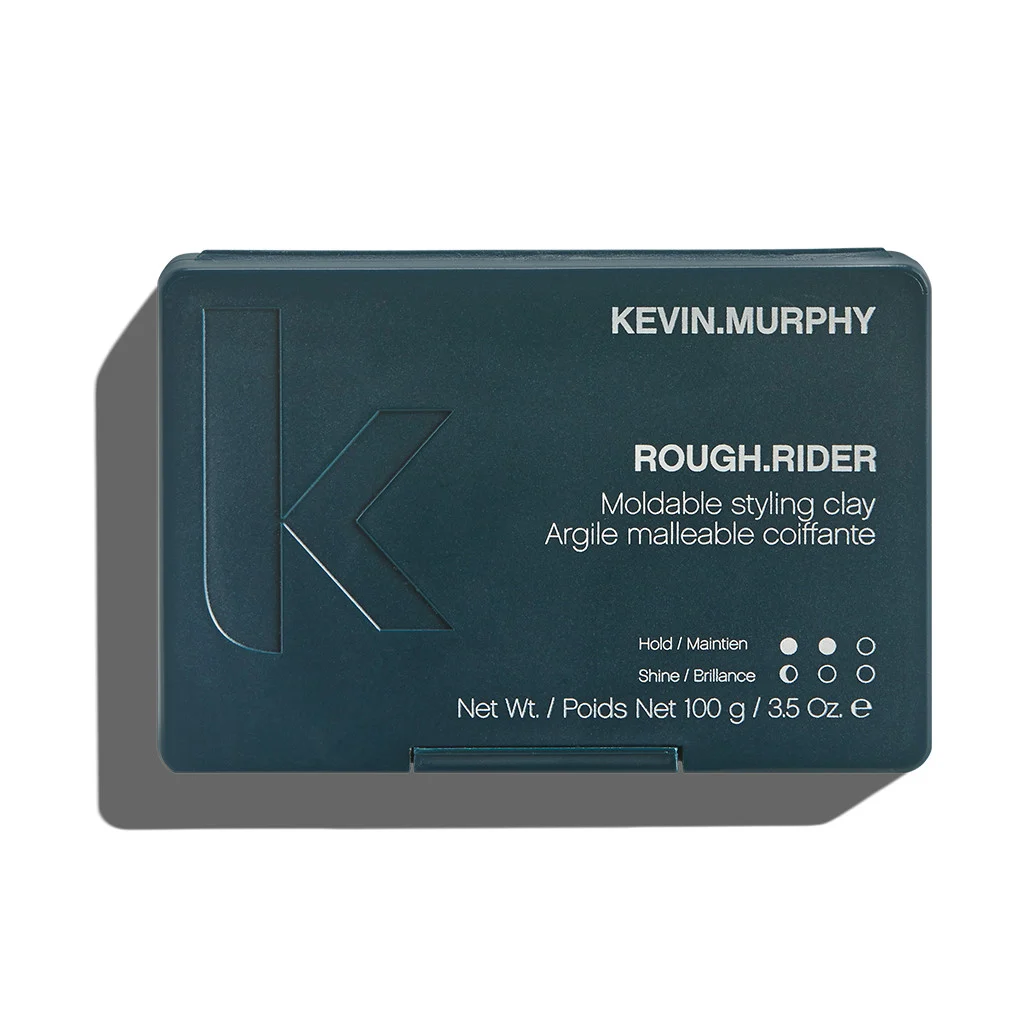 K
KEVIN.MURPHY
ROUGH.RIDER
Moldable styling clay
Argile malleable coiffante
Hold / Maintien
Shine / Brillance
Net Wt. / Poids Net 100 g / 3.5 Oz. ℮